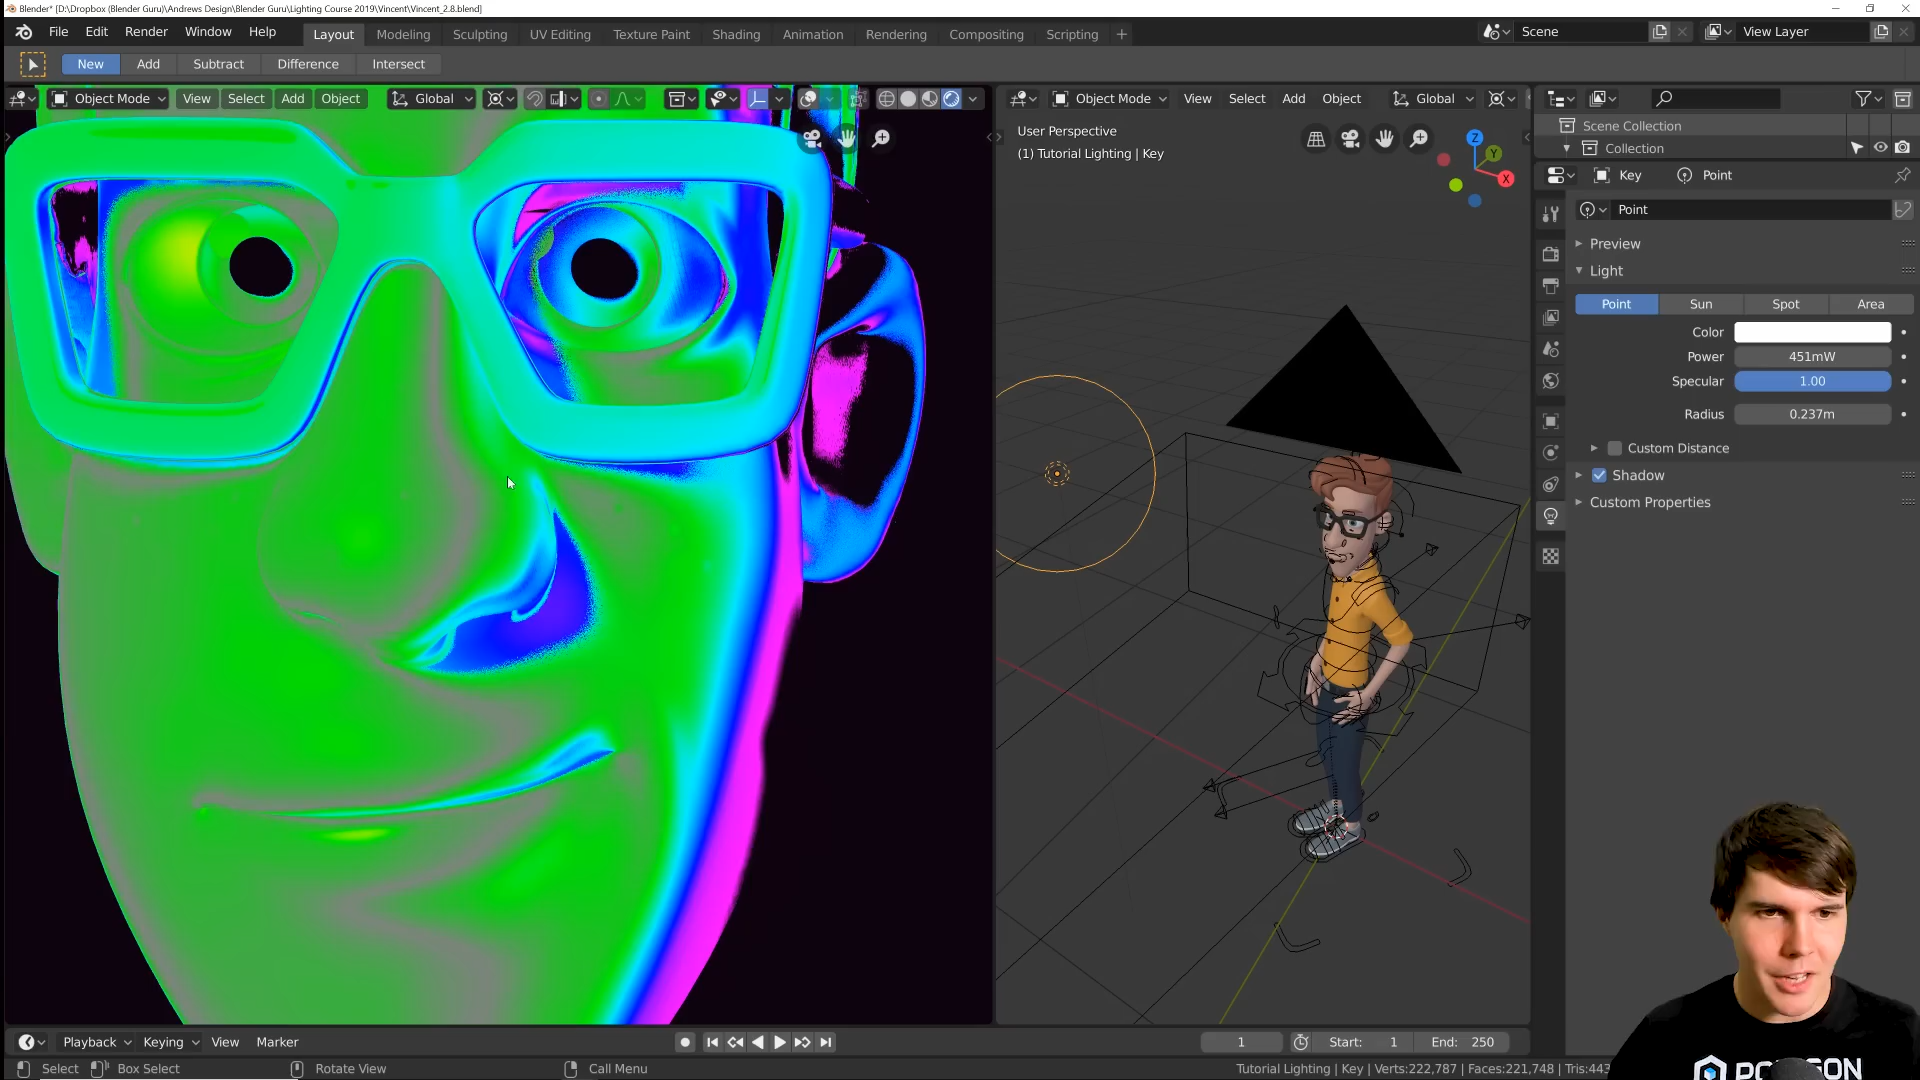 Blender* [D:\Dropbox (Blender Guru)\Andrews Design\Blender Guru\Lighting Course 2019\Vincent\Vincent_2.8.blend]
File Edit Render Window Help Layout Modeling Sculpting UV Editing Texture Paint Shading Animation Rendering Compositing Scripting + Scene View Layer
New Add Subtract Difference Intersect
Object Mode View Select Add Object Global Object Mode View Select Add Object Global
User Perspective
(1) Tutorial Lighting | Key
Z
Y
X
Scene Collection
Collection
Key Point
Point
Preview
Light
Point Sun Spot Area
Color
Power 451mW
Specular 1.00
Radius 0.237m
Custom Distance
Shadow
Custom Properties
Playback Keying View Marker 1 Start: 1 End: 250
Select Box Select Rotate View Call Menu Tutorial Lighting | Key | Verts:222,787 | Faces:221,748 | Tris:443